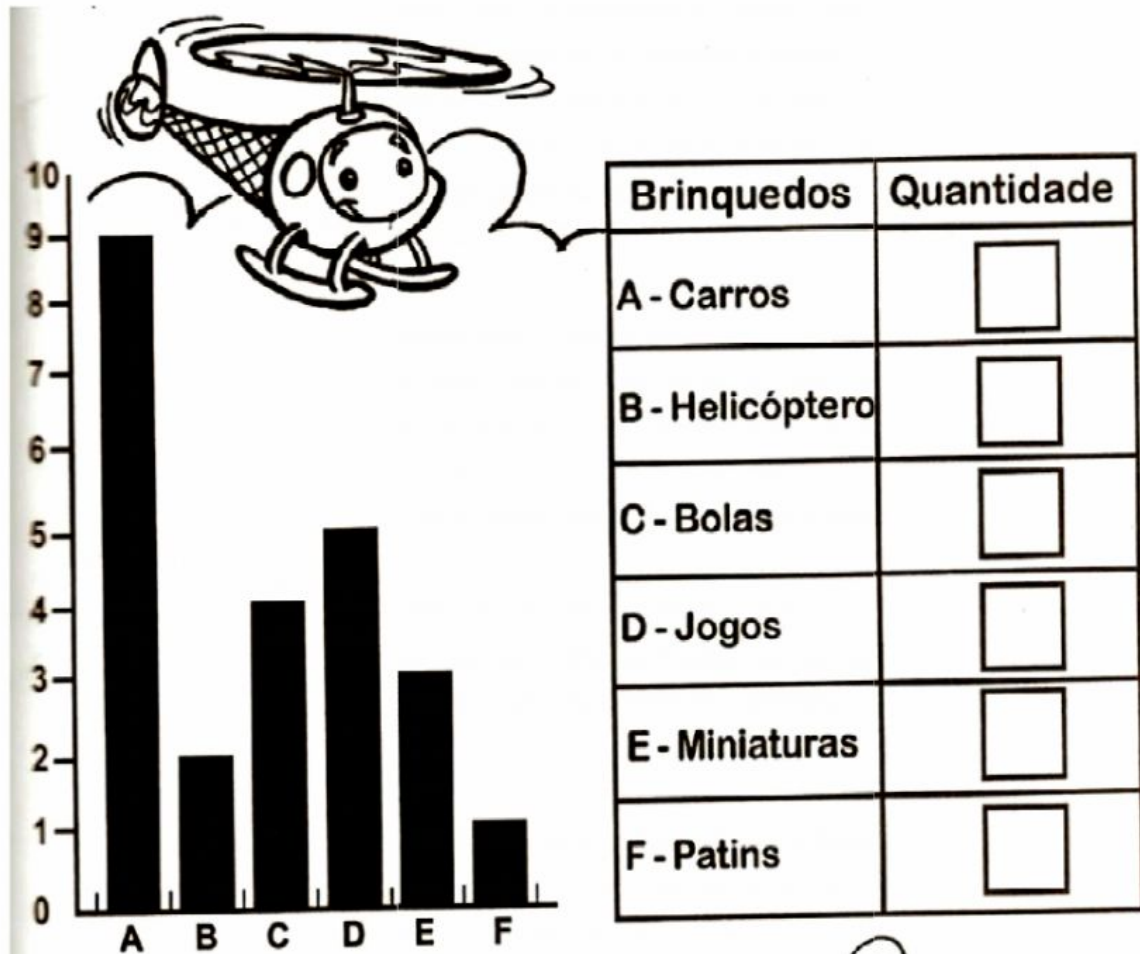 10
9
8
7
6
5
4
3
2
1
0
A B C D E F
Brinquedos Quantidade
A - Carros
B - Helicóptero
C - Bolas
D - Jogos
E - Miniaturas
F - Patins